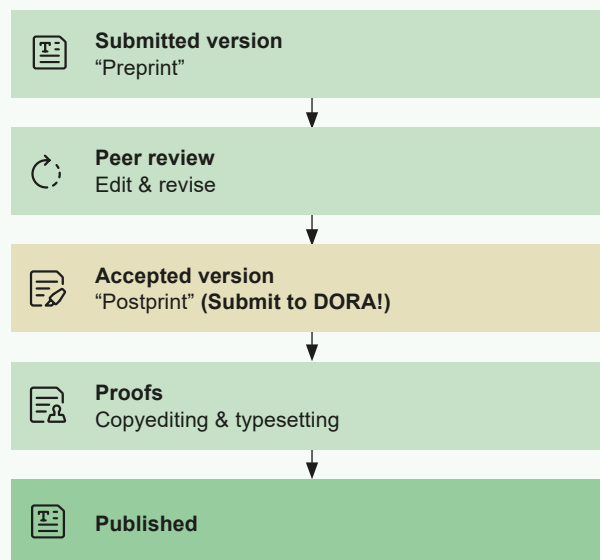 Submitted version
“Preprint”
Peer review
Edit & revise
Accepted version
“Postprint” (Submit to DORA!)
Proofs
Copyediting & typesetting
Published